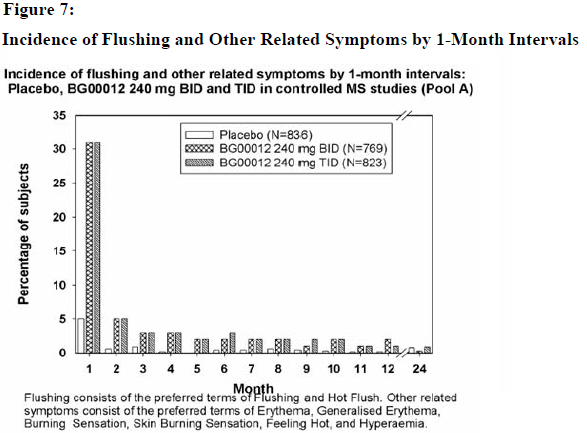 Figure 7:
Incidence of Flushing and Other Related Symptoms by 1-Month Intervals
Incidence of flushing and other related symptoms by 1-month intervals:
Placebo, BG00012 240 mg BID and TID in controlled MS studies (Pool A)
Percentage of subjects
35
30
25
20
15
10
5
0
Placebo (N=836)
BG00012 240 mg BID (N=769)
BG00012 240 mg TID (N=823)
1 2 3 4 5 6 7 8 9 10 11 12 24
Month
Flushing consists of the preferred terms of Flushing and Hot Flush. Other related
symptoms consist of the preferred terms of Erythema, Generalised Erythema,
Burning Sensation, Skin Burning Sensation, Feeling Hot, and Hyperaemia.